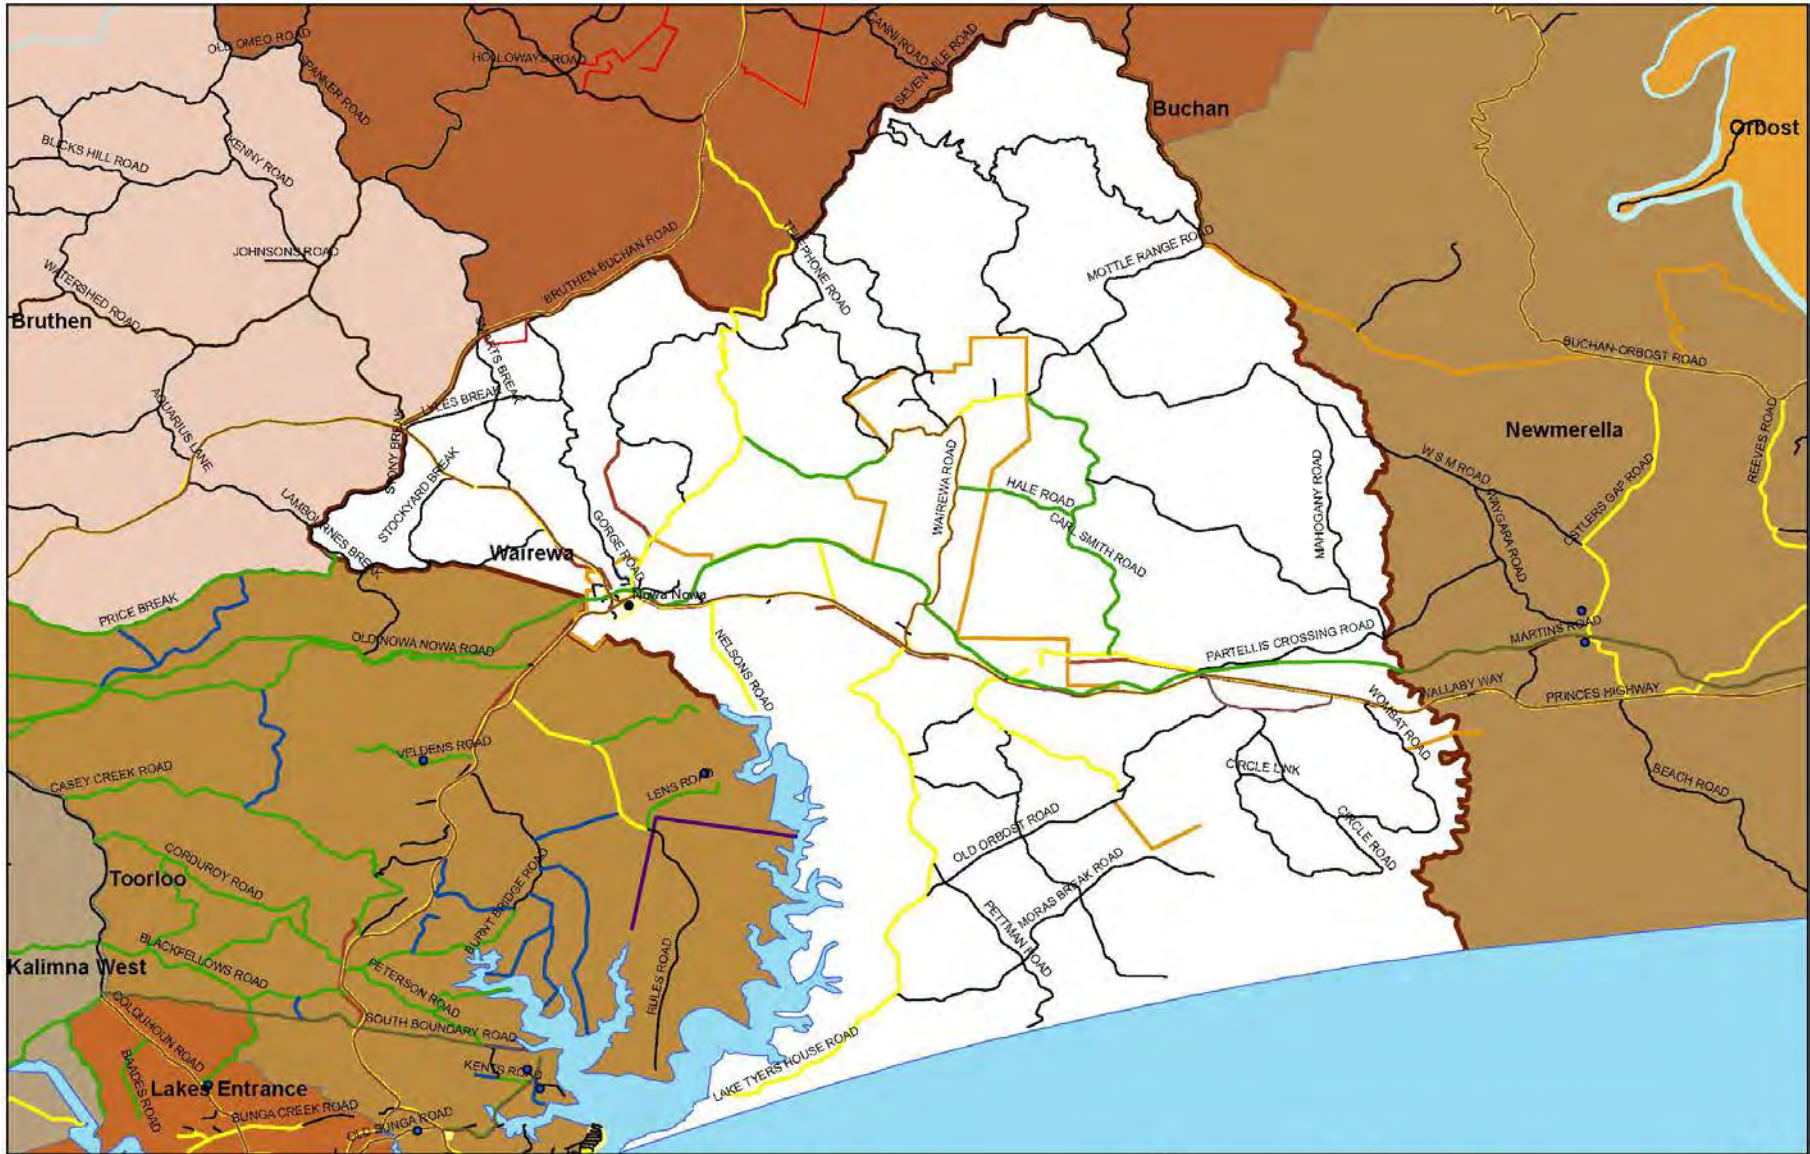 OLD OMEO ROAD
HOLLOWAYS ROAD
CANNI ROAD
SEVEN MILE ROAD
SPANKER ROAD
Buchan
Orbost
BLICKS HILL ROAD
KENNY ROAD
JOHNSONS ROAD
BRUTHEN-BUCHAN ROAD
TELEPHONE ROAD
MOTTLE RANGE ROAD
WATERSHED ROAD
Bruthen
BUCHAN-ORBOST ROAD
LYLES BREAK
AQUARIUS LANE
STONY BREAK
STOCKYARD BREAK
WAIREWA ROAD
MAHOGANY ROAD
Newmerella
REEVES ROAD
W S M ROAD
WAYGARA ROAD
OSTLERS GAP ROAD
HALE ROAD
CARL SMITH ROAD
LAMBOURNES BREAK
GORGE ROAD
Wairewa
Nowa Nowa
PRICE BREAK
OLD NOWA NOWA ROAD
NELSONS ROAD
PARTELLIS CROSSING ROAD
MARTINS ROAD
WALLABY WAY
PRINCES HIGHWAY
WOMBAT ROAD
VELDENS ROAD
CASEY CREEK ROAD
LENS ROAD
CIRCLE LINK
BEACH ROAD
CIRCLE ROAD
OLD ORBOST ROAD
CORDUROY ROAD
Toorloo
BURNT BRIDGE ROAD
MORAS BREAK ROAD
PETTMAN ROAD
BLACKFELLOWS ROAD
Kalimna West
PETERSON ROAD
RULES ROAD
COLQUHOUN ROAD
SOUTH BOUNDARY ROAD
LAKE TYERS HOUSE ROAD
BAADES ROAD
KENTS ROAD
Lakes Entrance
BUNGA CREEK ROAD
OLD BUNGA ROAD